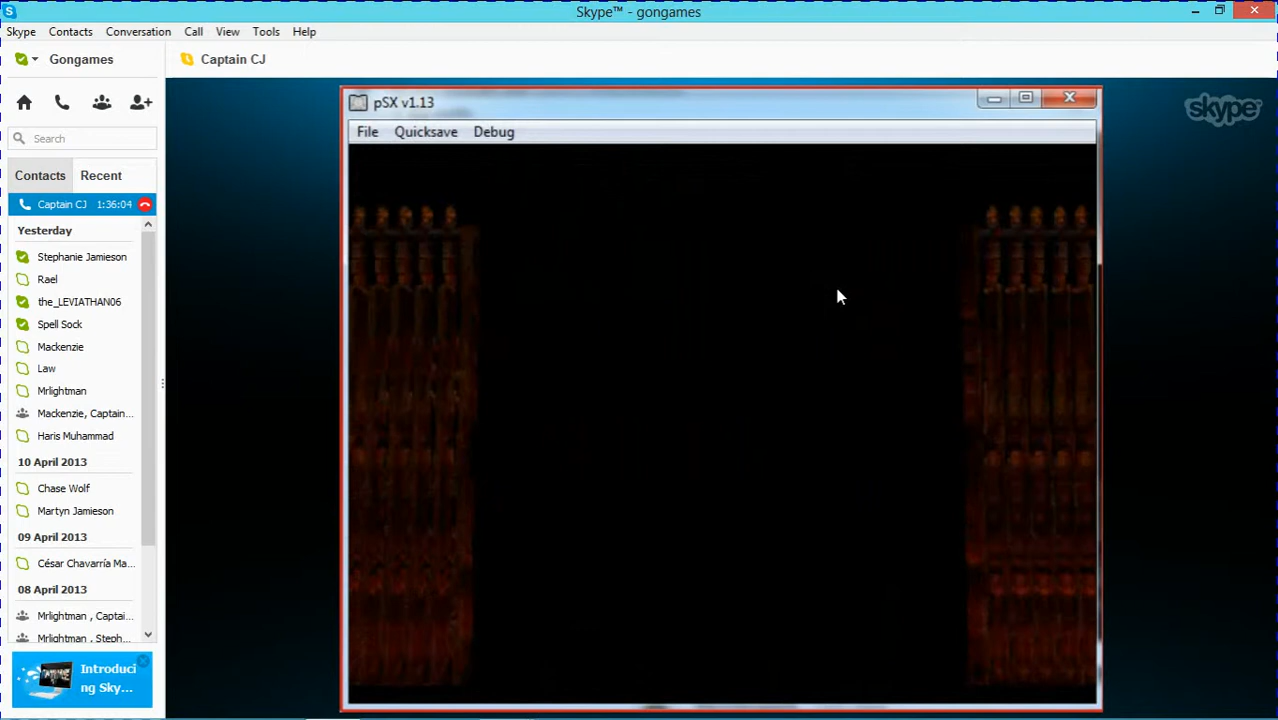 Skype™ - gongames
Skype Contacts Conversation Call View Tools Help
Gongames
Captain CJ
Search
Contacts Recent
Captain CJ 1:36:04
Yesterday
Stephanie Jamieson
Rael
the_LEVIATHAN06
Spell Sock
Mackenzie
Law
Mrlightman
Mackenzie, Captain...
Haris Muhammad
10 April 2013
Chase Wolf
Martyn Jamieson
09 April 2013
César Chavarría Ma...
08 April 2013
Mrlightman , Captai...
Mrlightman , Steph...
Introduci
ng Sky...
pSX v1.13
File Quicksave Debug
skype